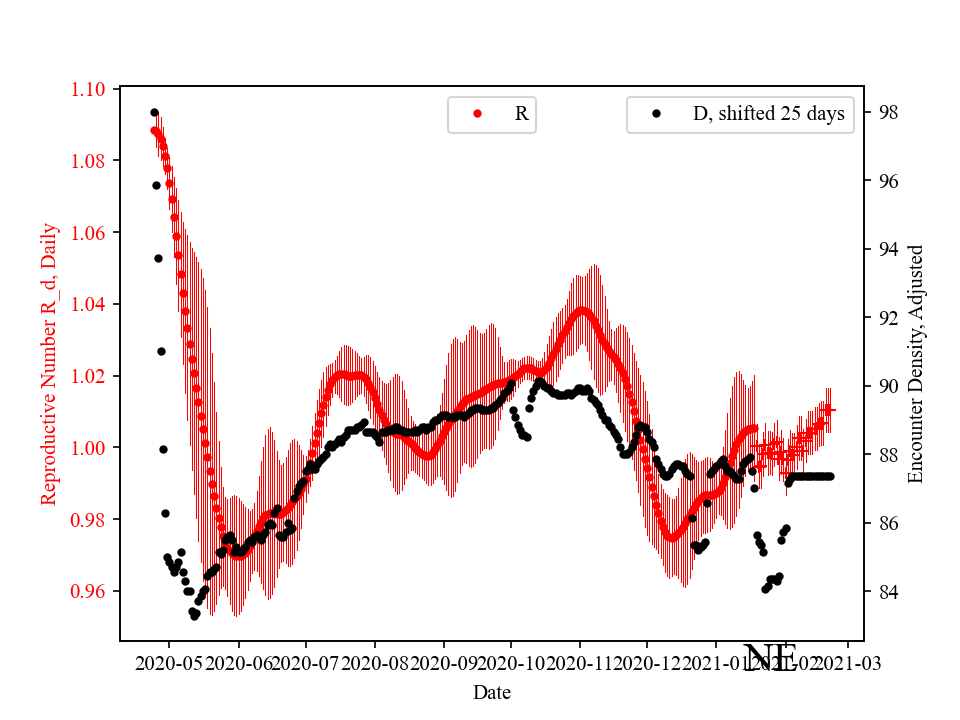 R
D, shifted 25 days
1.10
1.08
1.06
1.04
1.02
1.00
0.98
0.96
Reproductive Number R_d, Daily
98
96
94
92
90
88
86
84
Encounter Density, Adjusted
2020-05 2020-06 2020-07 2020-08 2020-09 2020-10 2020-11 2020-12 2021-01 2021-02 2021-03
NE
Date